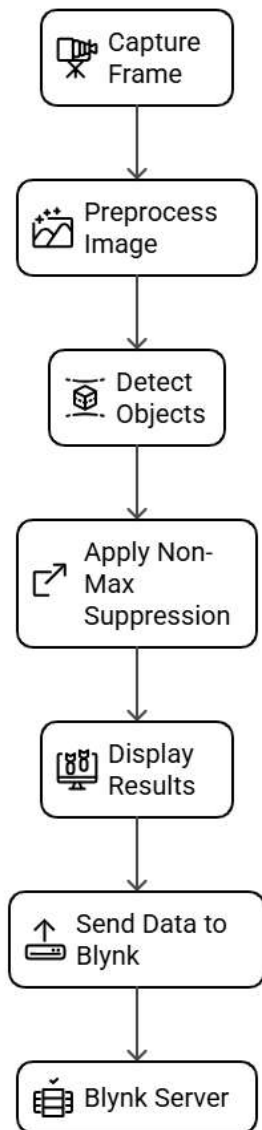 Capture
Frame
Preprocess
Image
Detect
Objects
Apply Non-
Max
Suppression
Display
Results
Send Data to
Blynk
Blynk Server